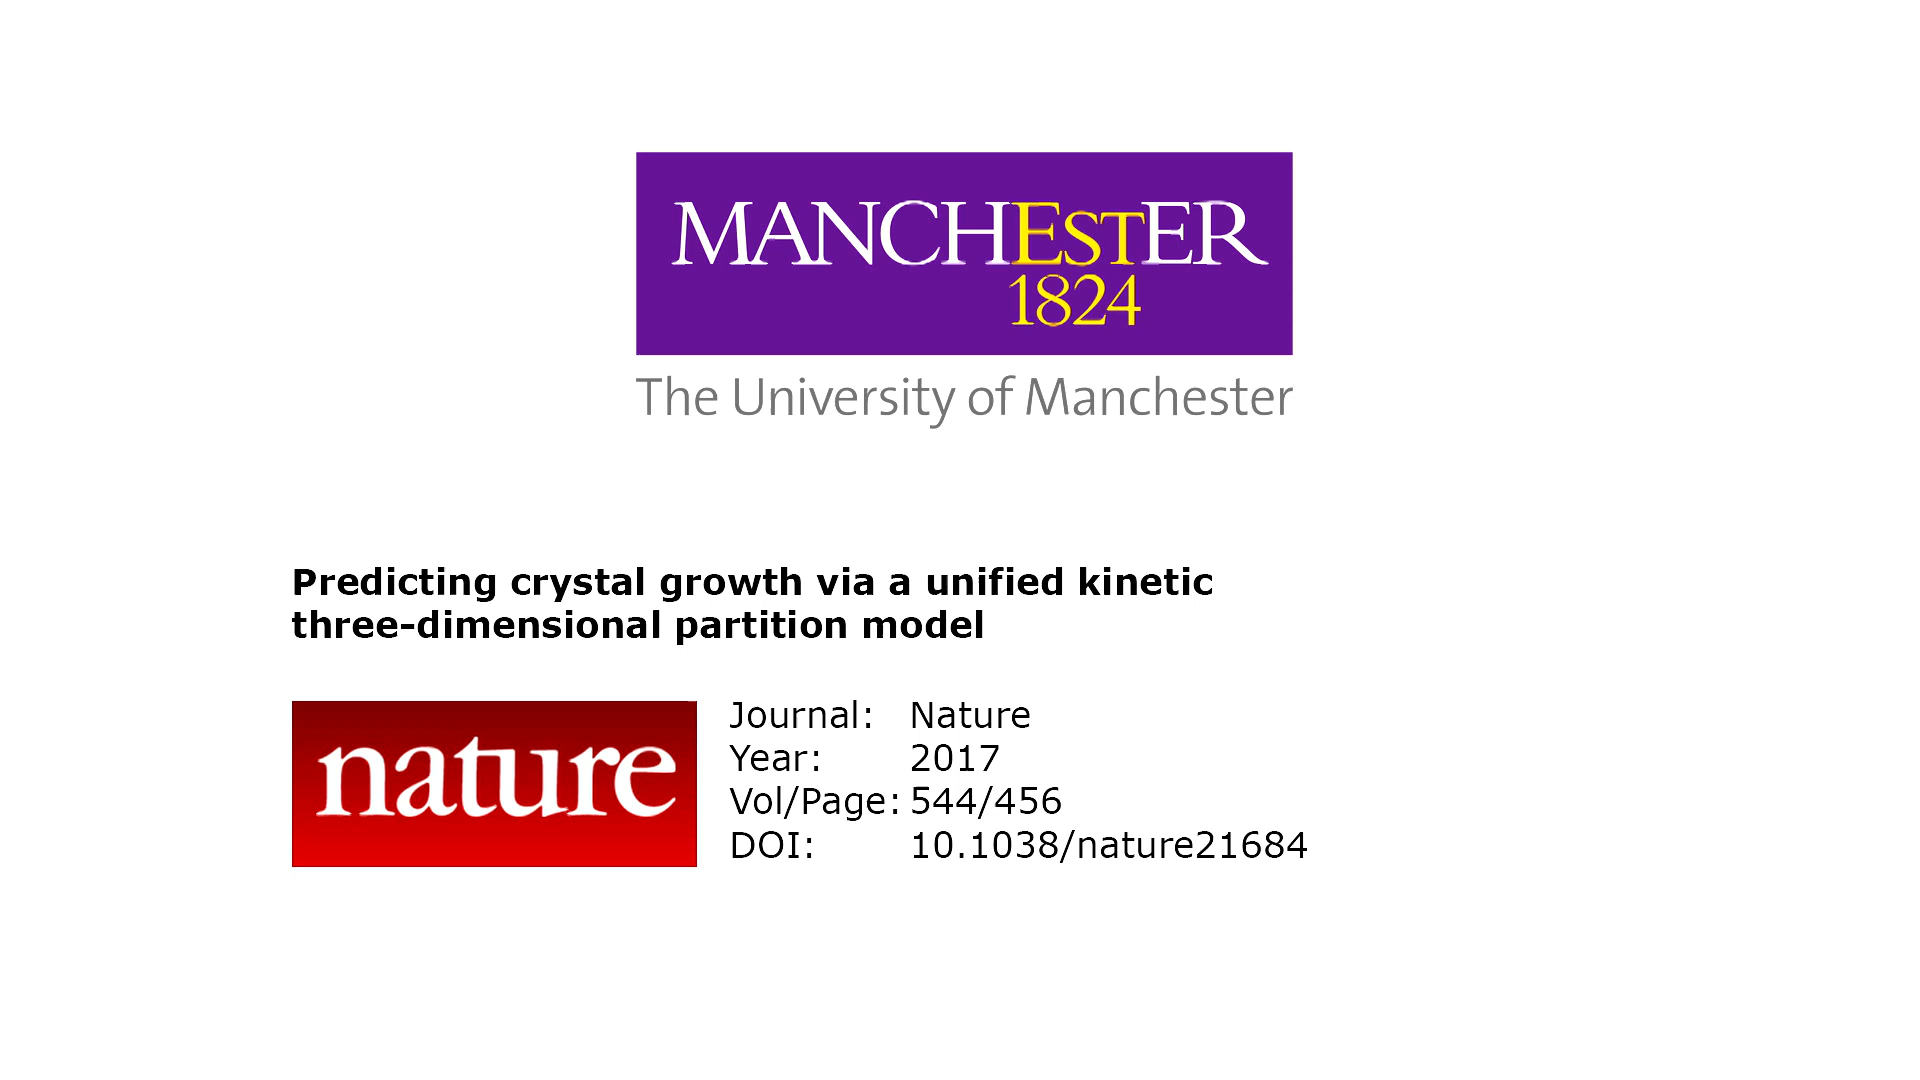 MANCHESTER
1824
The University of Manchester
Predicting crystal growth via a unified kinetic
three-dimensional partition model
nature
Journal: Nature
Year: 2017
Vol/Page: 544/456
DOI: 10.1038/nature21684